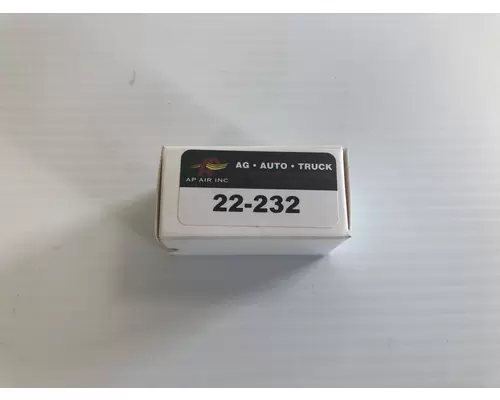 AG • AUTO • TRUCK
AP AIR INC
22-232